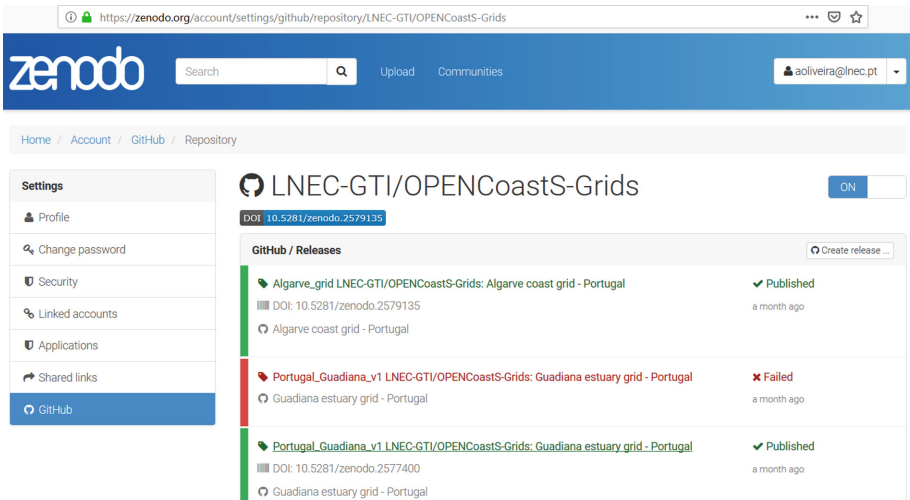 https://zenodo.org/account/settings/github/repository/LNEC-GTI/OPENCoastS-Grids
zenodo
Search
Upload
Communities
aoliveira@lnec.pt
Home / Account / GitHub / Repository
Settings
Profile
Change password
Security
Linked accounts
Applications
Shared links
GitHub
LNEC-GTI/OPENCoastS-Grids
ON
DOI 10.5281/zenodo.2579135
GitHub / Releases
Create release ...
Algarve_grid LNEC-GTI/OPENCoastS-Grids: Algarve coast grid - Portugal
Published
DOI: 10.5281/zenodo.2579135
a month ago
Algarve coast grid - Portugal
Portugal_Guadiana_v1 LNEC-GTI/OPENCoastS-Grids: Guadiana estuary grid - Portugal
Failed
Guadiana estuary grid - Portugal
a month ago
Portugal_Guadiana_v1 LNEC-GTI/OPENCoastS-Grids: Guadiana estuary grid - Portugal
Published
DOI: 10.5281/zenodo.2577400
a month ago
Guadiana estuary grid - Portugal